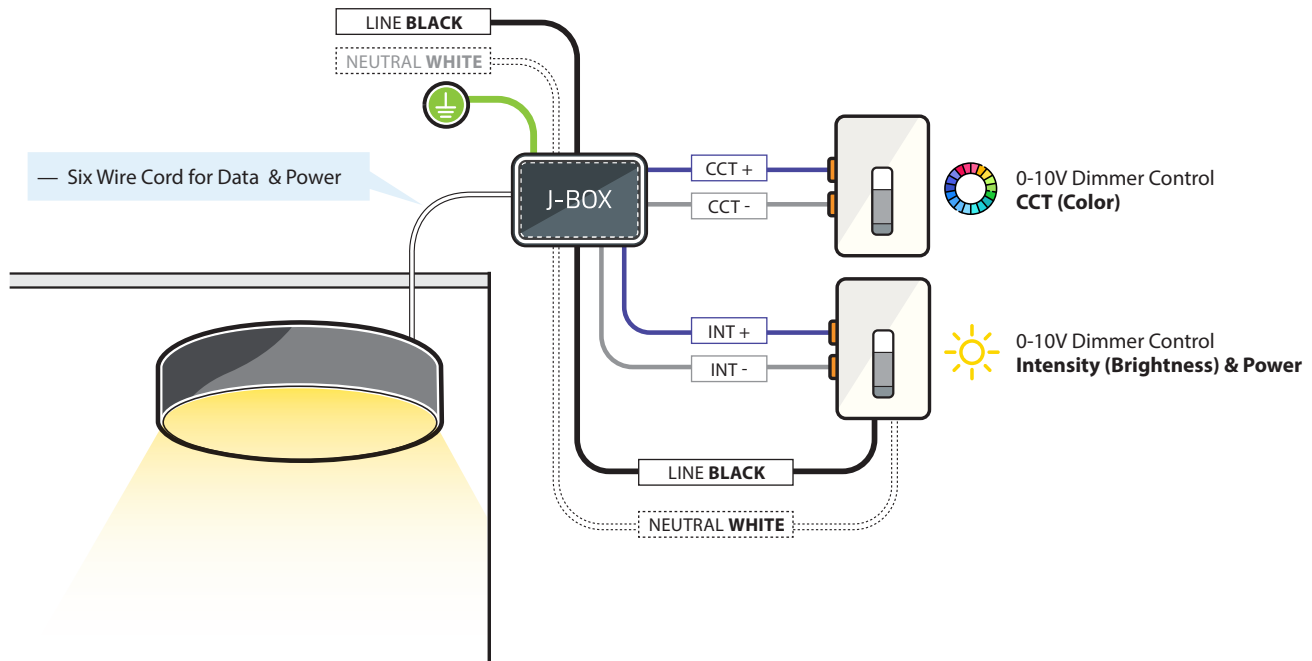 LINE BLACK
NEUTRAL WHITE
— Six Wire Cord for Data & Power
J-BOX
CCT +
CCT -
0-10V Dimmer Control
CCT (Color)
INT +
INT -
0-10V Dimmer Control
Intensity (Brightness) & Power
LINE BLACK
NEUTRAL WHITE